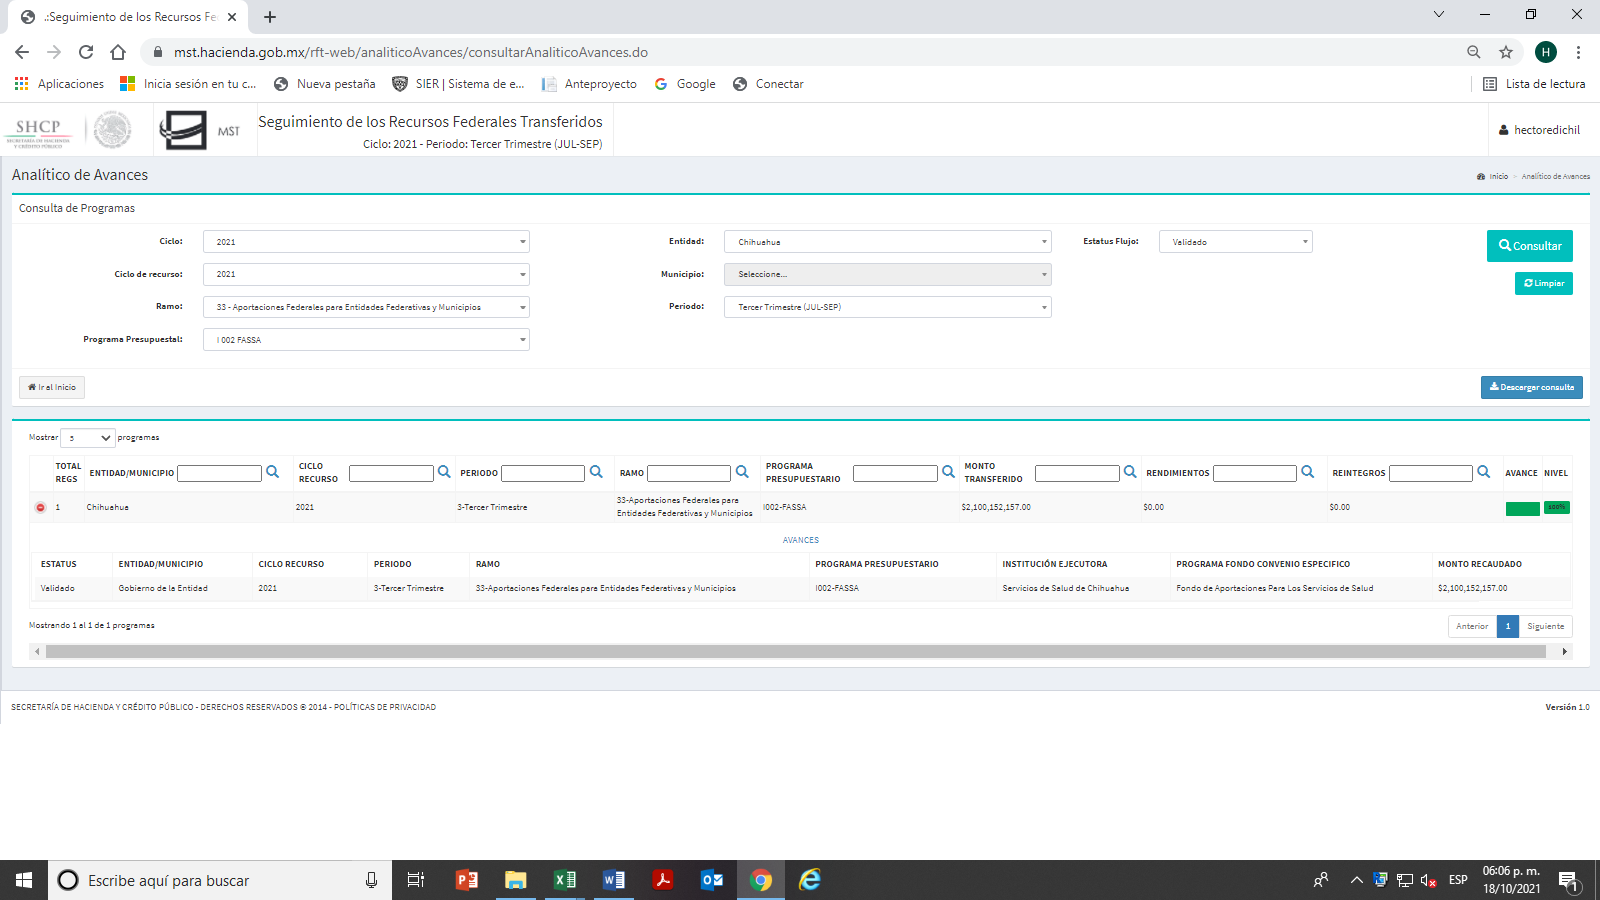 .:Seguimiento de los Recursos Fe
mst.hacienda.gob.mx/rft-web/analiticoAvances/consultarAnaliticoAvances.do
H
Aplicaciones
Inicia sesión en tu c...
Nueva pestaña
SIER | Sistema de e...
Anteproyecto
Google
Conectar
Lista de lectura
SHCP
SECRETARÍA DE HACIENDA
Y CRÉDITO PÚBLICO
MST
Seguimiento de los Recursos Federales Transferidos
Ciclo: 2021 - Periodo: Tercer Trimestre (JUL-SEP)
hectoredichil
Analítico de Avances
Inicio > Analítico de Avances
Consulta de Programas
Ciclo: 2021
Entidad: Chihuahua
Estatus Flujo: Validado
Consultar
Ciclo de recurso: 2021
Municipio: Seleccione...
Limpiar
Ramo: 33 - Aportaciones Federales para Entidades Federativas y Municipios
Periodo: Tercer Trimestre (JUL-SEP)
Programa Presupuestal: I 002 FASSA
Ir al Inicio
Descargar consulta
Mostrar 5 programas
TOTAL REGS ENTIDAD/MUNICIPIO CICLO RECURSO PERIODO RAMO PROGRAMA PRESUPUESTARIO MONTO TRANSFERIDO RENDIMIENTOS REINTEGROS AVANCE NIVEL
1 Chihuahua 2021 3-Tercer Trimestre 33-Aportaciones Federales para Entidades Federativas y Municipios I002-FASSA $2,100,152,157.00 $0.00 $0.00 100%
AVANCES
ESTATUS ENTIDAD/MUNICIPIO CICLO RECURSO PERIODO RAMO PROGRAMA PRESUPUESTARIO INSTITUCIÓN EJECUTORA PROGRAMA FONDO CONVENIO ESPECIFICO MONTO RECAUDADO
Validado Gobierno de la Entidad 2021 3-Tercer Trimestre 33-Aportaciones Federales para Entidades Federativas y Municipios I002-FASSA Servicios de Salud de Chihuahua Fondo de Aportaciones Para Los Servicios de Salud $2,100,152,157.00
Mostrando 1 al 1 de 1 programas
Anterior 1 Siguiente
SECRETARÍA DE HACIENDA Y CRÉDITO PÚBLICO - DERECHOS RESERVADOS © 2014 - POLÍTICAS DE PRIVACIDAD
Versión 1.0
Escribe aquí para buscar
ESP
06:06 p. m.
18/10/2021
1